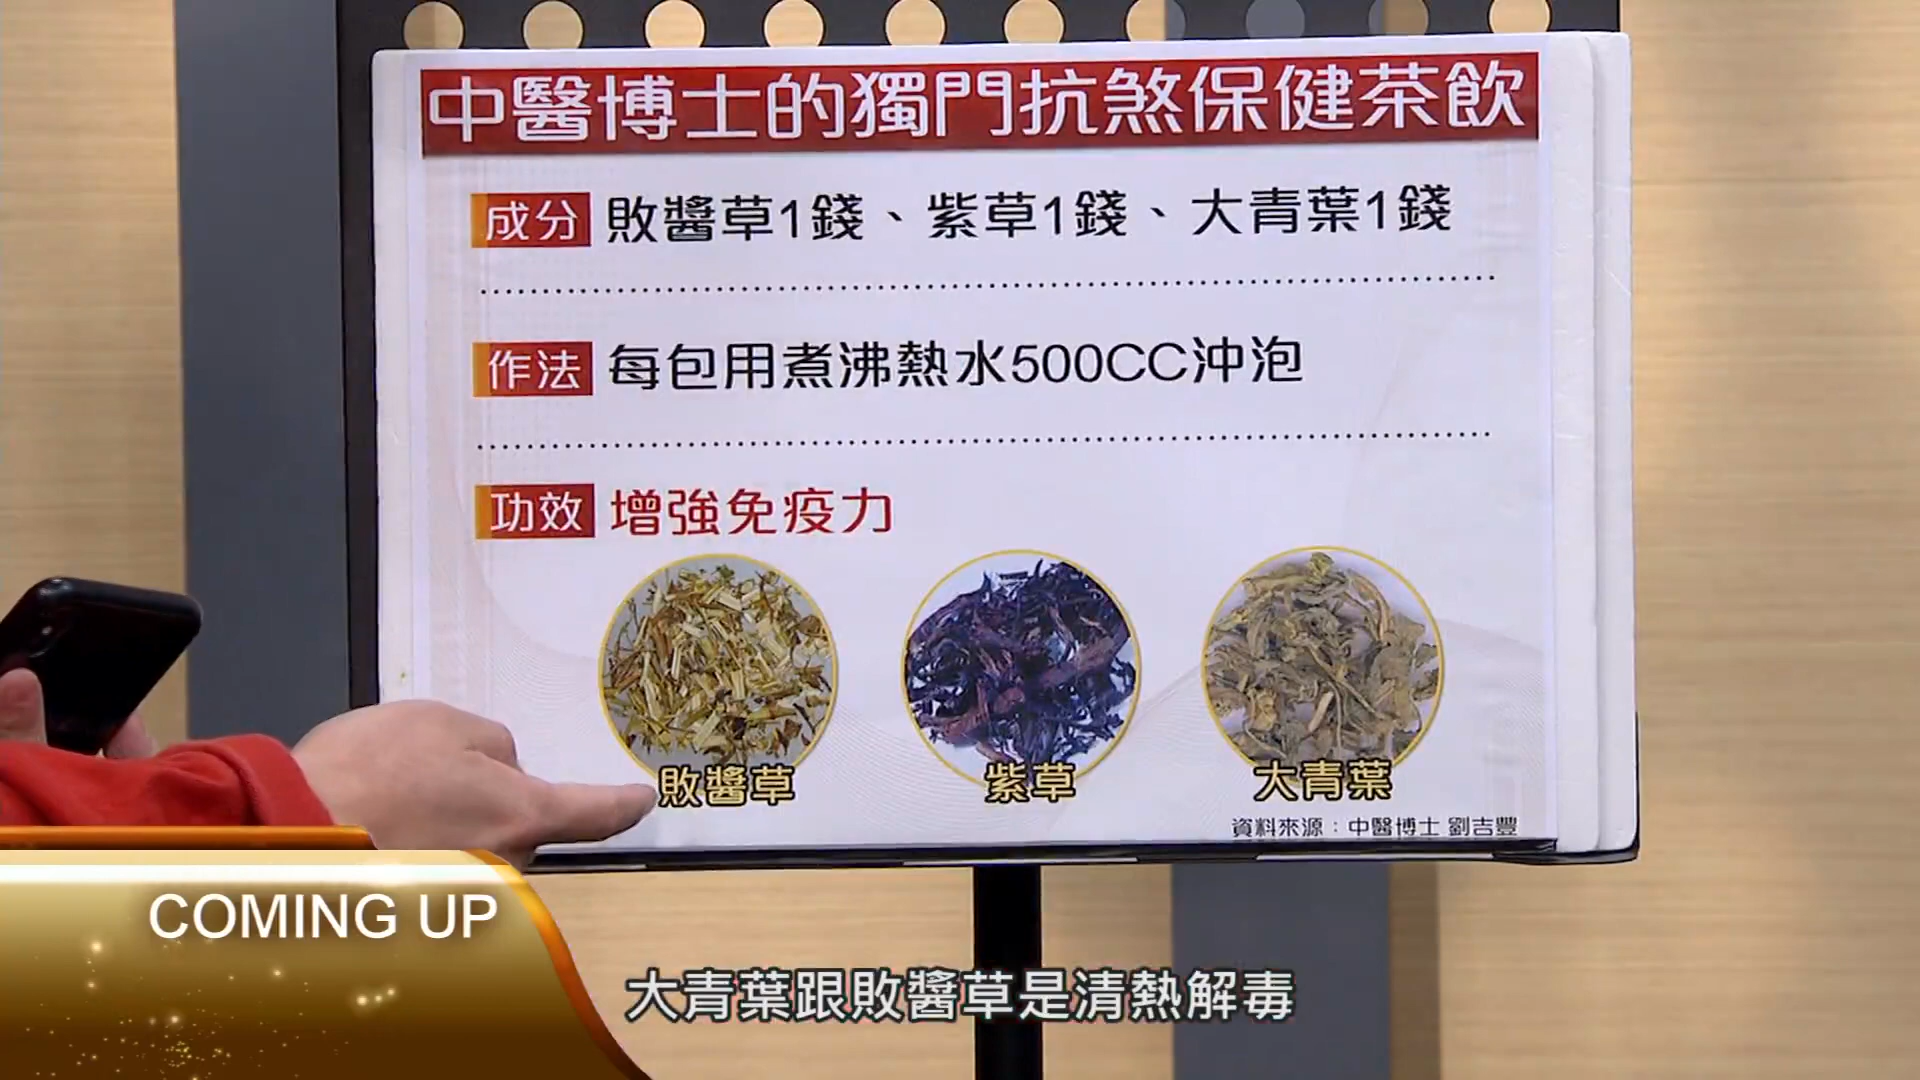 中醫博士的獨門抗煞保健茶飲
成分 敗醬草1錢、紫草1錢、大青葉1錢
作法 每包用煮沸熱水500CC沖泡
功效 增強免疫力
敗醬草 紫草 大青葉
資料來源：中醫博士 劉吉豐
COMING UP
大青葉跟敗醬草是清熱解毒